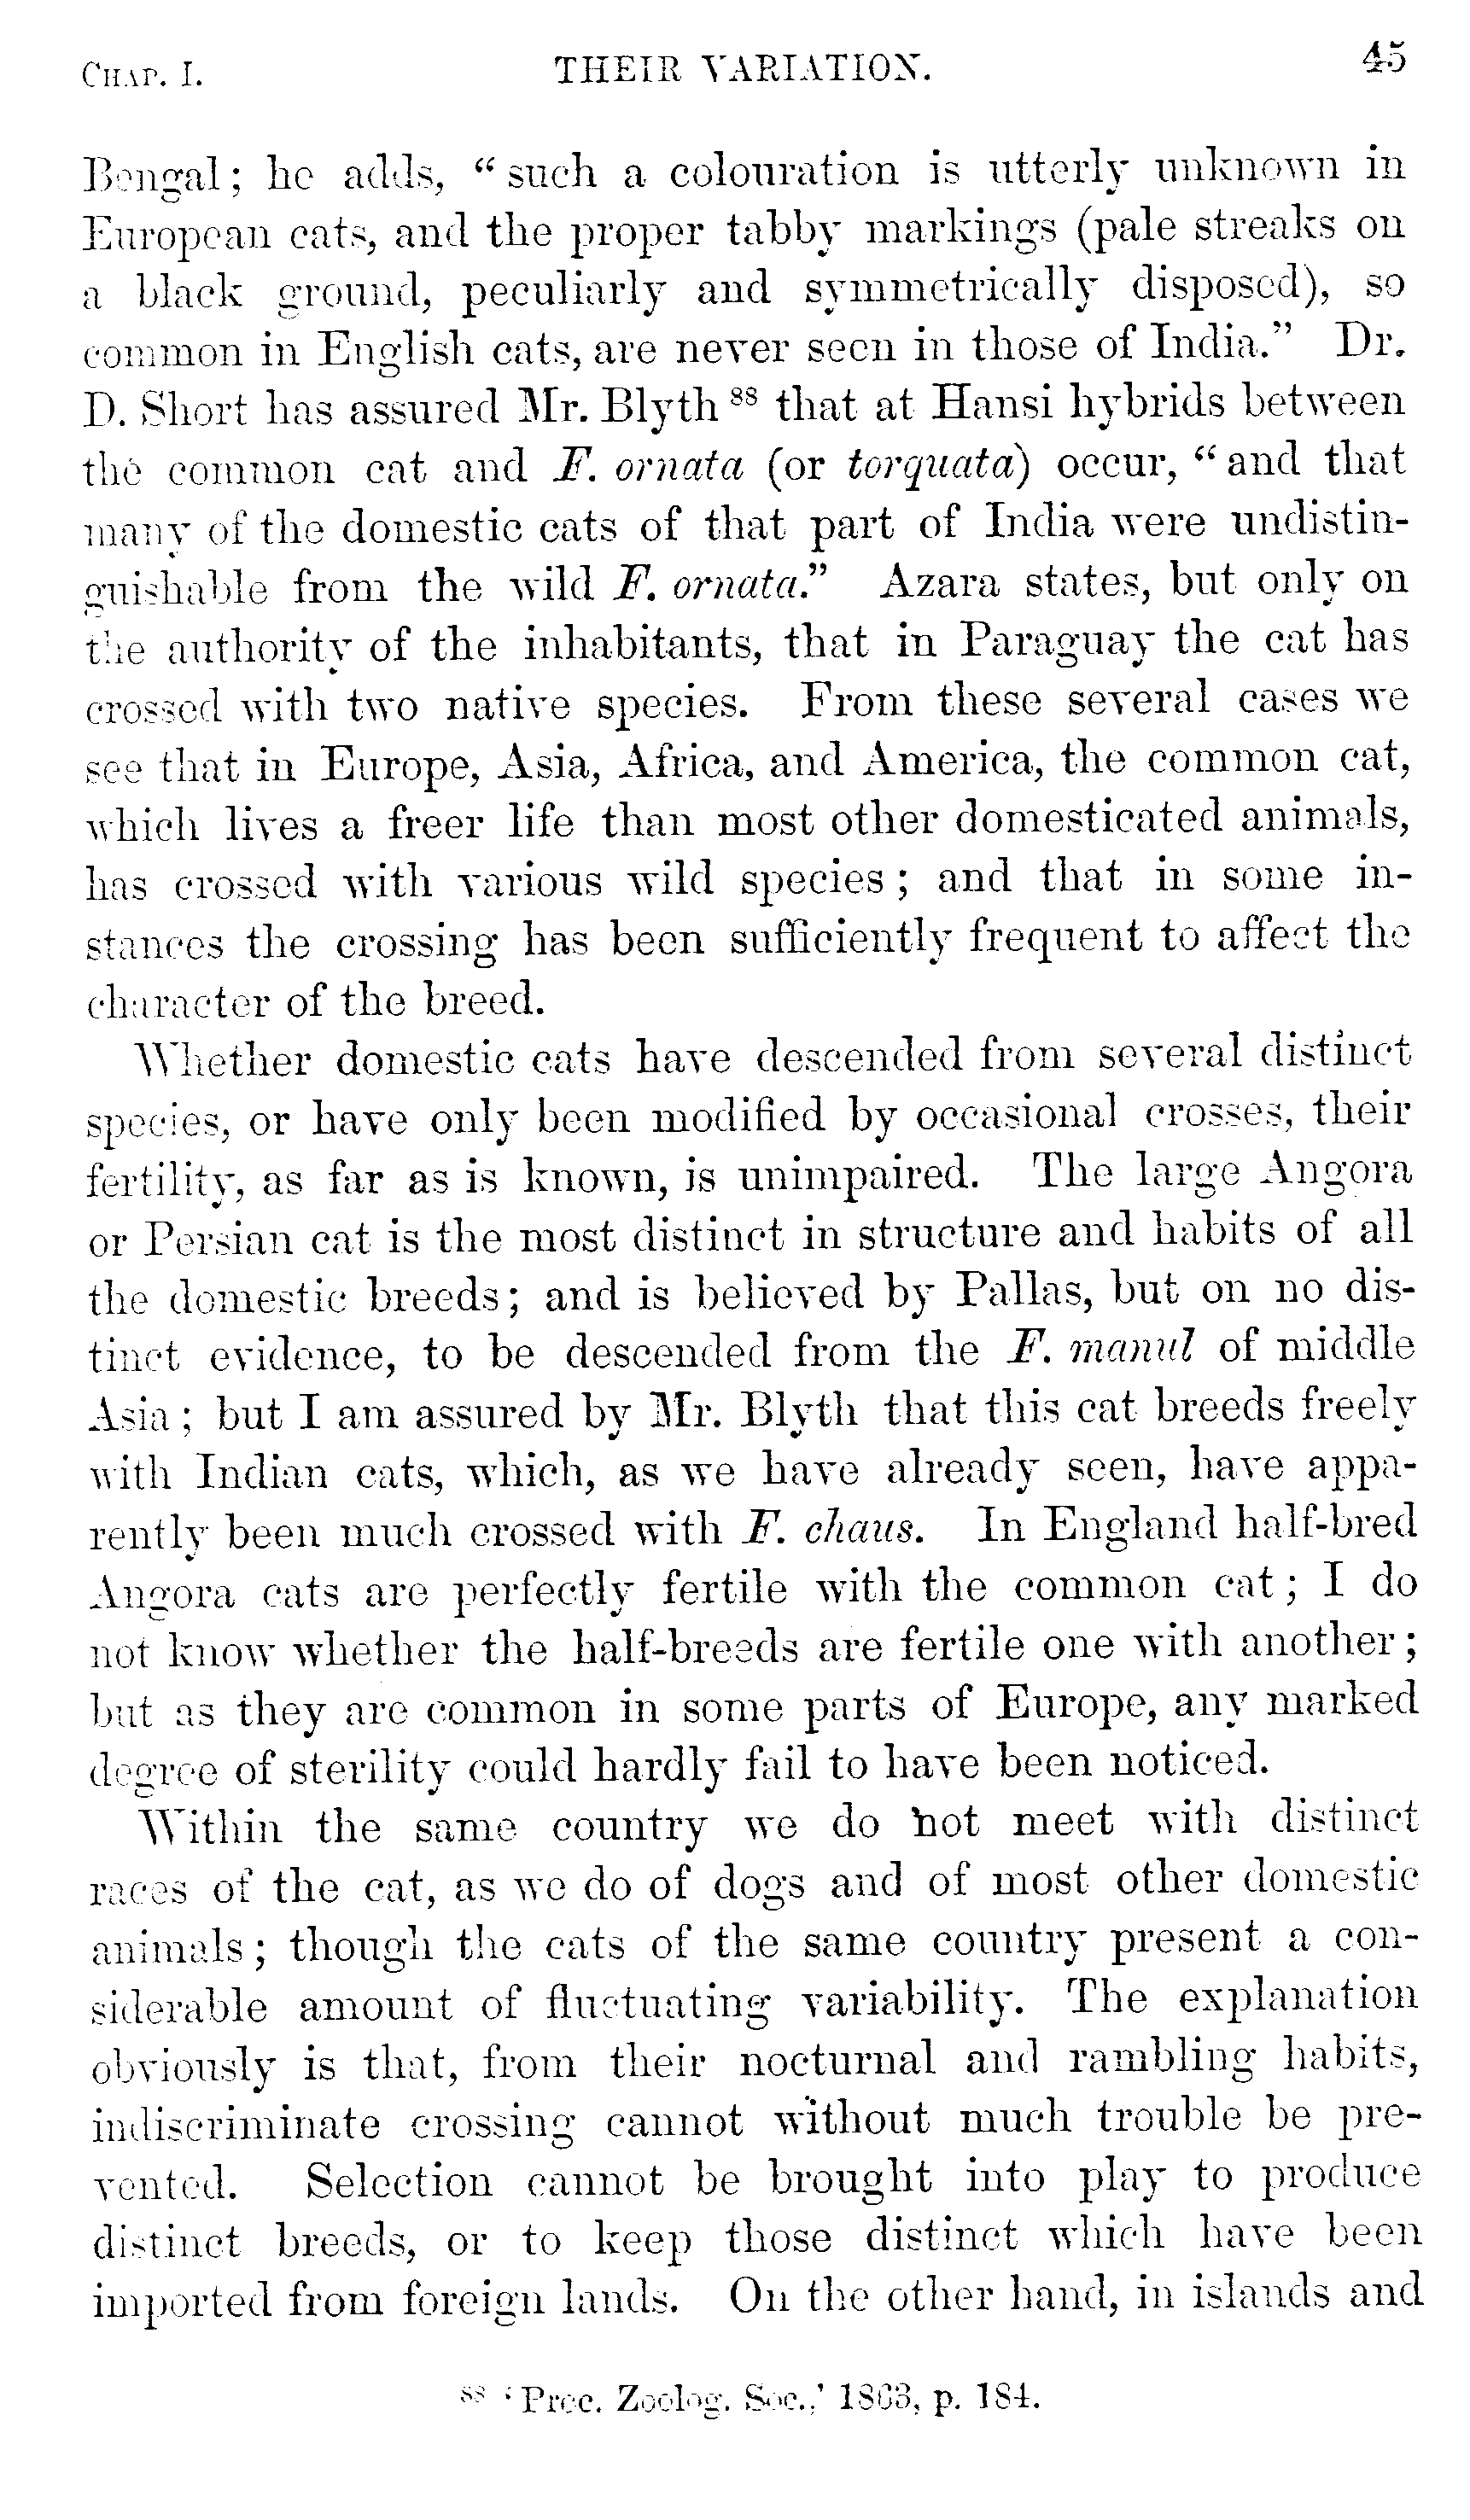 CHAP. I. THEIR VARIATION. 45
Bengal; he adds, “such a colouration is utterly unknown in
European cats, and the proper tabby markings (pale streaks on
a black ground, peculiarly and symmetrically disposed), so
common in English cats, are never seen in those of India.” Dr.
D. Short has assured Mr. Blyth 88 that at Hansi hybrids between
the common cat and F. ornata (or torquata) occur, “and that
many of the domestic cats of that part of India were undistin-
guishable from the wild F. ornata.” Azara states, but only on
the authority of the inhabitants, that in Paraguay the cat has
crossed with two native species. From these several cases we
see that in Europe, Asia, Africa, and America, the common cat,
which lives a freer life than most other domesticated animals,
has crossed with various wild species; and that in some in-
stances the crossing has been sufficiently frequent to affect the
character of the breed.
Whether domestic cats have descended from several distinct
species, or have only been modified by occasional crosses, their
fertility, as far as is known, is unimpaired. The large Angora
or Persian cat is the most distinct in structure and habits of all
the domestic breeds; and is believed by Pallas, but on no dis-
tinct evidence, to be descended from the F. manul of middle
Asia; but I am assured by Mr. Blyth that this cat breeds freely
with Indian cats, which, as we have already seen, have appa-
rently been much crossed with F. chaus. In England half-bred
Angora cats are perfectly fertile with the common cat; I do
not know whether the half-breeds are fertile one with another;
but as they are common in some parts of Europe, any marked
degree of sterility could hardly fail to have been noticed.
Within the same country we do not meet with distinct
races of the cat, as we do of dogs and of most other domestic
animals; though the cats of the same country present a con-
siderable amount of fluctuating variability. The explanation
obviously is that, from their nocturnal and rambling habits,
indiscriminate crossing cannot without much trouble be pre-
vented. Selection cannot be brought into play to produce
distinct breeds, or to keep those distinct which have been
imported from foreign lands. On the other hand, in islands and
88 ‘Proc. Zoolog. Soc.,’ 1863, p. 184.